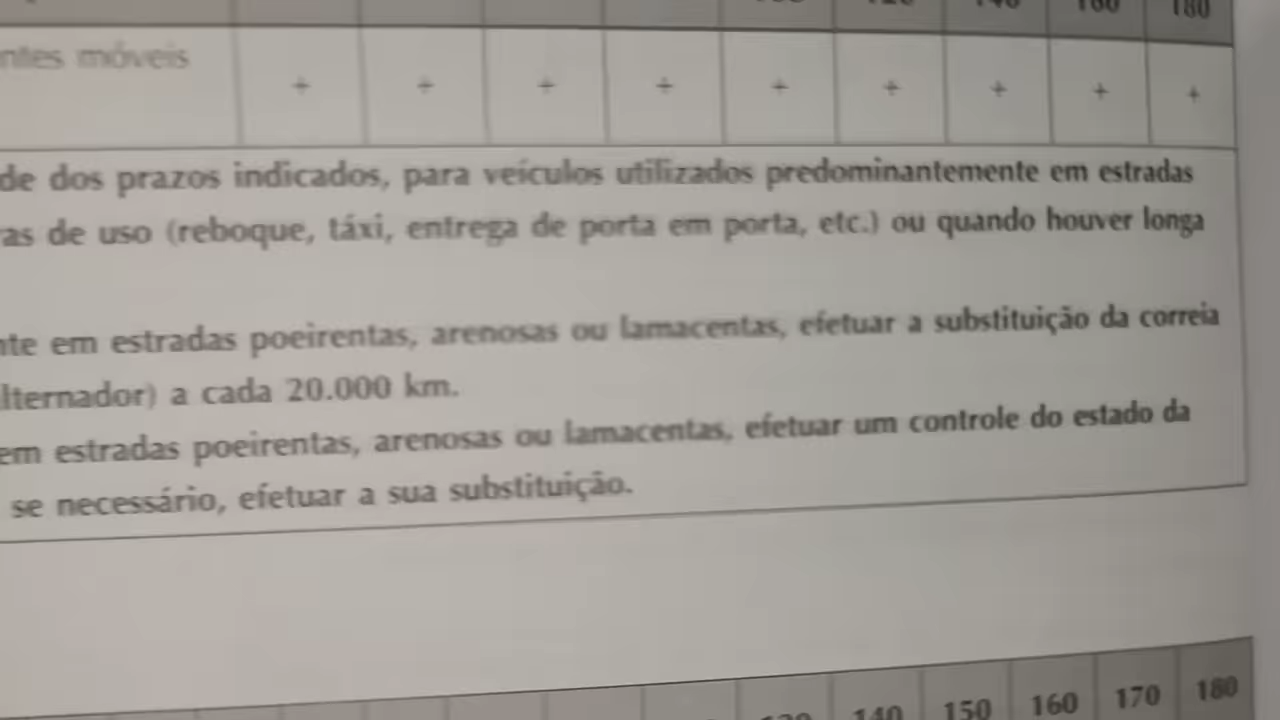 160 180
móveis
+ + + + + + + + +
de dos prazos indicados, para veículos utilizados predominantemente em estradas
as de uso (reboque, táxi, entrega de porta em porta, etc.) ou quando houver longa
nte em estradas poeirentas, arenosas ou lamacentas, efetuar a substituição da correia
lternador) a cada 20.000 km.
em estradas poeirentas, arenosas ou lamacentas, efetuar um controle do estado da
se necessário, efetuar a sua substituição.
140 150 160 170 180